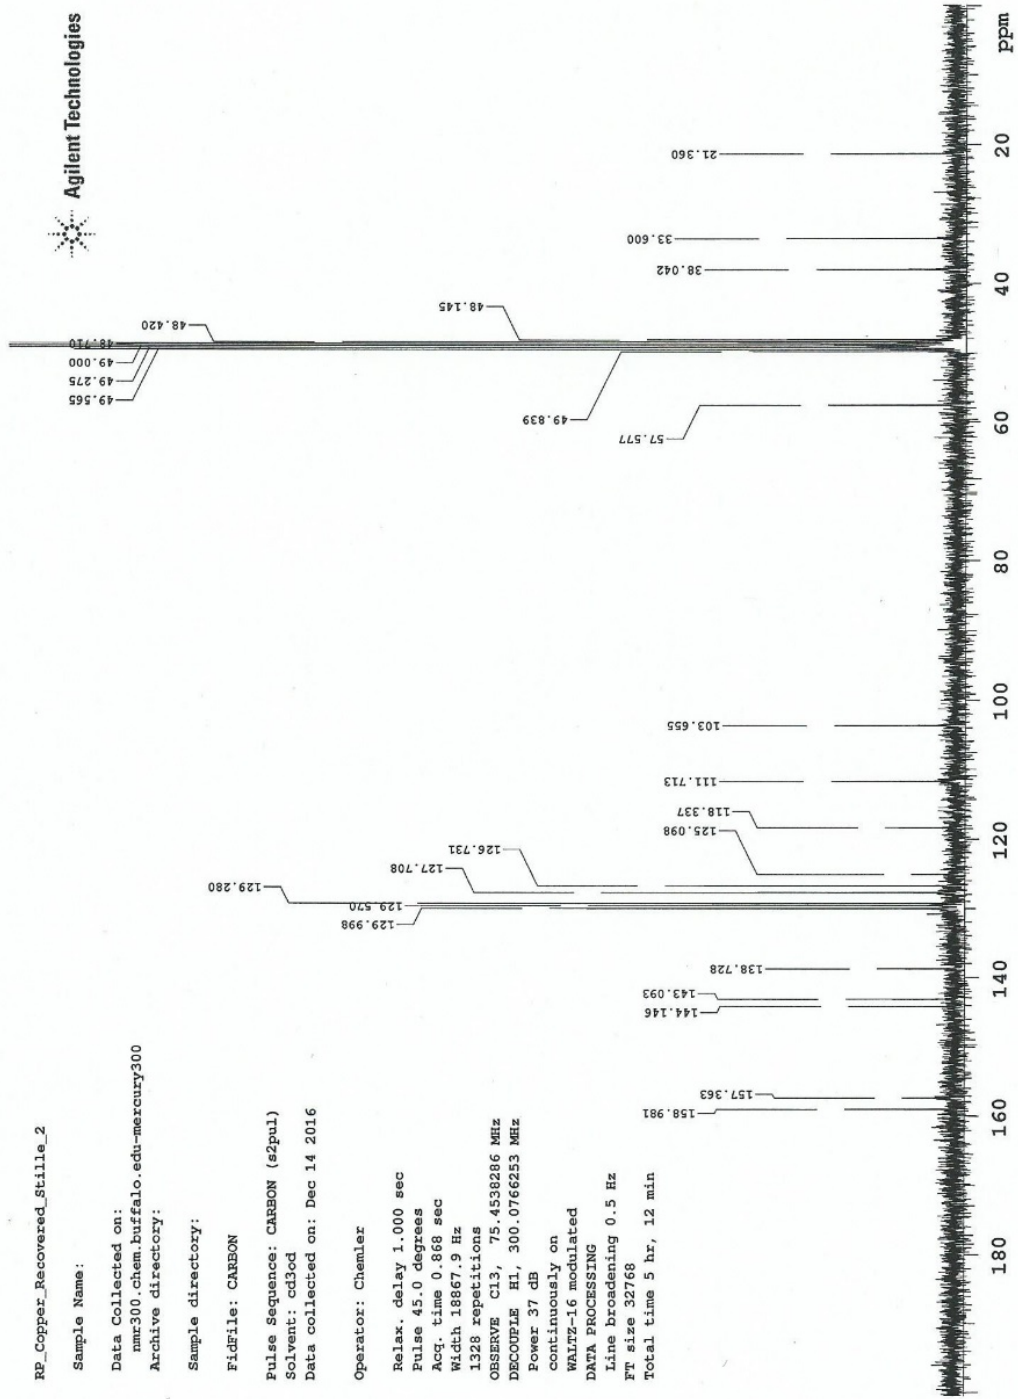 RP_Copper_Recovered_Stille_2
Sample Name:
Data Collected on:
nmr300.chem.buffalo.edu-mercury300
Archive directory:
Sample directory:
FidFile: CARBON
Pulse Sequence: CARBON (s2pul)
Solvent: cd3od
Data collected on: Dec 14 2016
Operator: Chemler
Relax. delay 1.000 sec
Pulse 45.0 degrees
Acq. time 0.868 sec
Width 18867.9 Hz
1328 repetitions
OBSERVE C13, 75.4538286 MHz
DECOUPLE H1, 300.0766253 MHz
Power 37 dB
continuously on
WALTZ-16 modulated
DATA PROCESSING
Line broadening 0.5 Hz
FT size 32768
Total time 5 hr, 12 min
Agilent Technologies
158.981
157.363
144.146
143.093
138.728
129.998
129.570
129.280
127.708
126.731
125.098
118.337
111.713
103.655
57.577
49.839
49.565
49.275
49.000
48.710
48.420
48.145
38.042
33.600
21.360
180
160
140
120
100
80
60
40
20
ppm